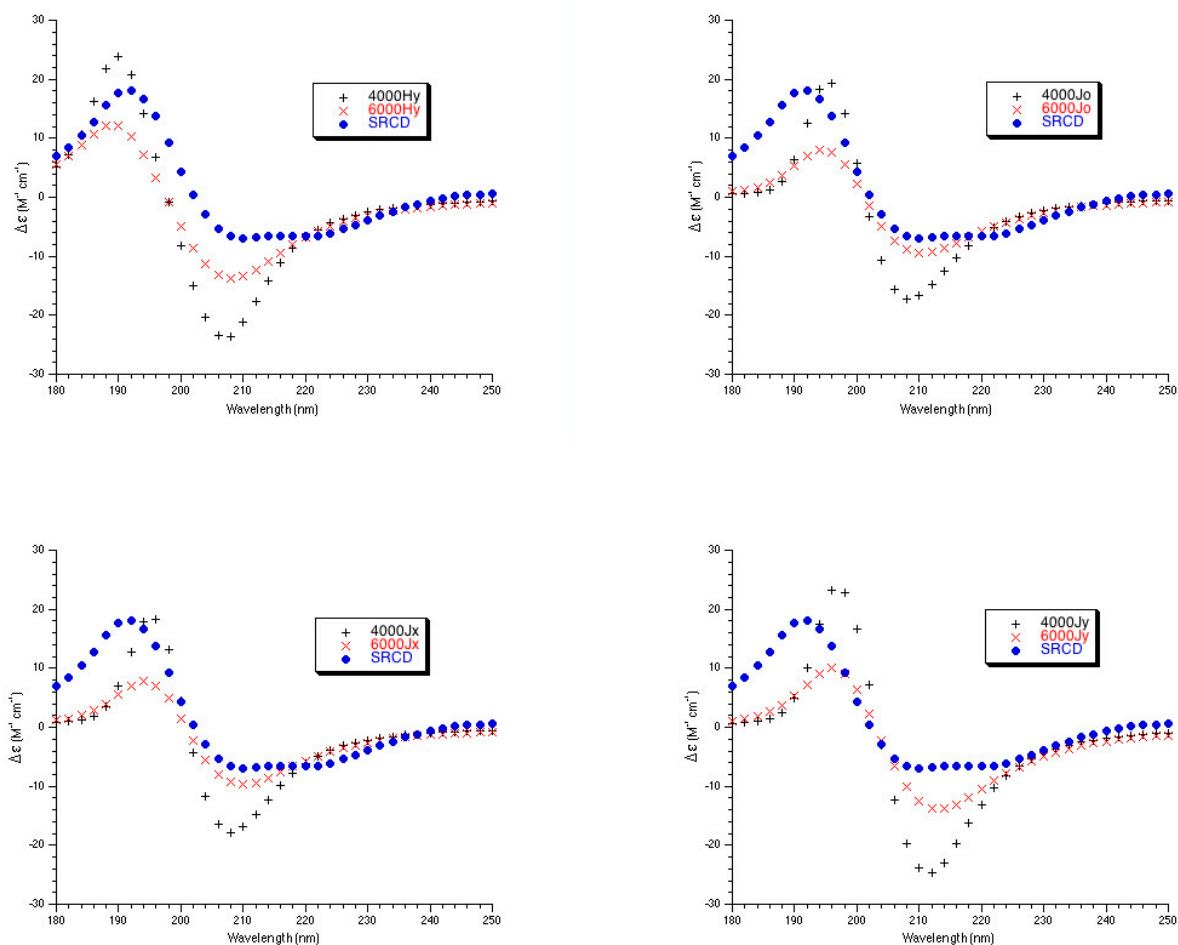 30
20
10
0
-10
-20
-30
Δε (M⁻¹ cm⁻¹)
180 190 200 210 220 230 240 250
Wavelength (nm)
4000Hy
6000Hy
SRCD
30
20
10
0
-10
-20
-30
Δε (M⁻¹ cm⁻¹)
180 190 200 210 220 230 240 250
Wavelength (nm)
4000Jo
6000Jo
SRCD
30
20
10
0
-10
-20
-30
Δε (M⁻¹ cm⁻¹)
180 190 200 210 220 230 240 250
Wavelength (nm)
4000Jx
6000Jx
SRCD
30
20
10
0
-10
-20
-30
Δε (M⁻¹ cm⁻¹)
180 190 200 210 220 230 240 250
Wavelength (nm)
4000Jy
6000Jy
SRCD